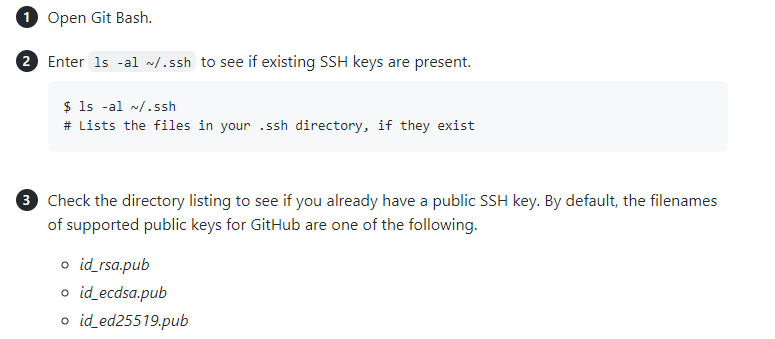 1 Open Git Bash.
2 Enter ls -al ~/.ssh to see if existing SSH keys are present.
$ ls -al ~/.ssh
# Lists the files in your .ssh directory, if they exist
3 Check the directory listing to see if you already have a public SSH key. By default, the filenames
of supported public keys for GitHub are one of the following.
id_rsa.pub
id_ecdsa.pub
id_ed25519.pub